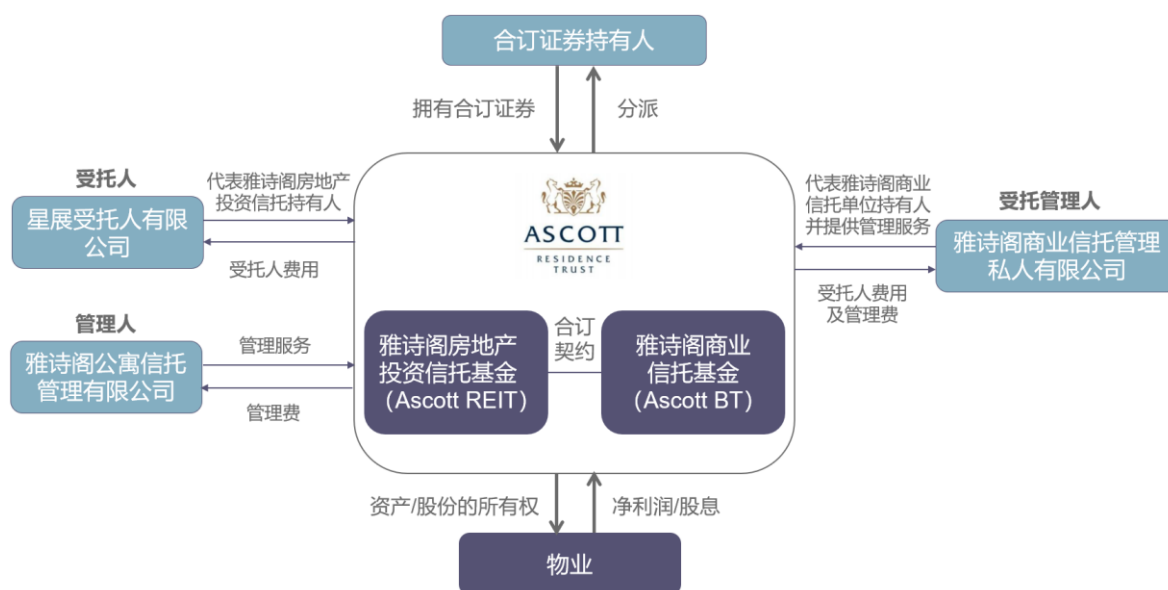 合订证券持有人
拥有合订证券
分派
受托人
星展受托人有限
公司
代表雅诗阁房地产
投资信托持有人
受托人费用
管理人
雅诗阁公寓信托
管理有限公司
管理服务
管理费
ASCOTT
RESIDENCE
TRUST
雅诗阁房地产
投资信托基金
（Ascott REIT）
合订
契约
雅诗阁商业
信托基金
（Ascott BT）
代表雅诗阁商业
信托单位持有人
并提供管理服务
受托管理人
雅诗阁商业信托管理
私人有限公司
受托人费用
及管理费
资产/股份的所有权
净利润/股息
物业